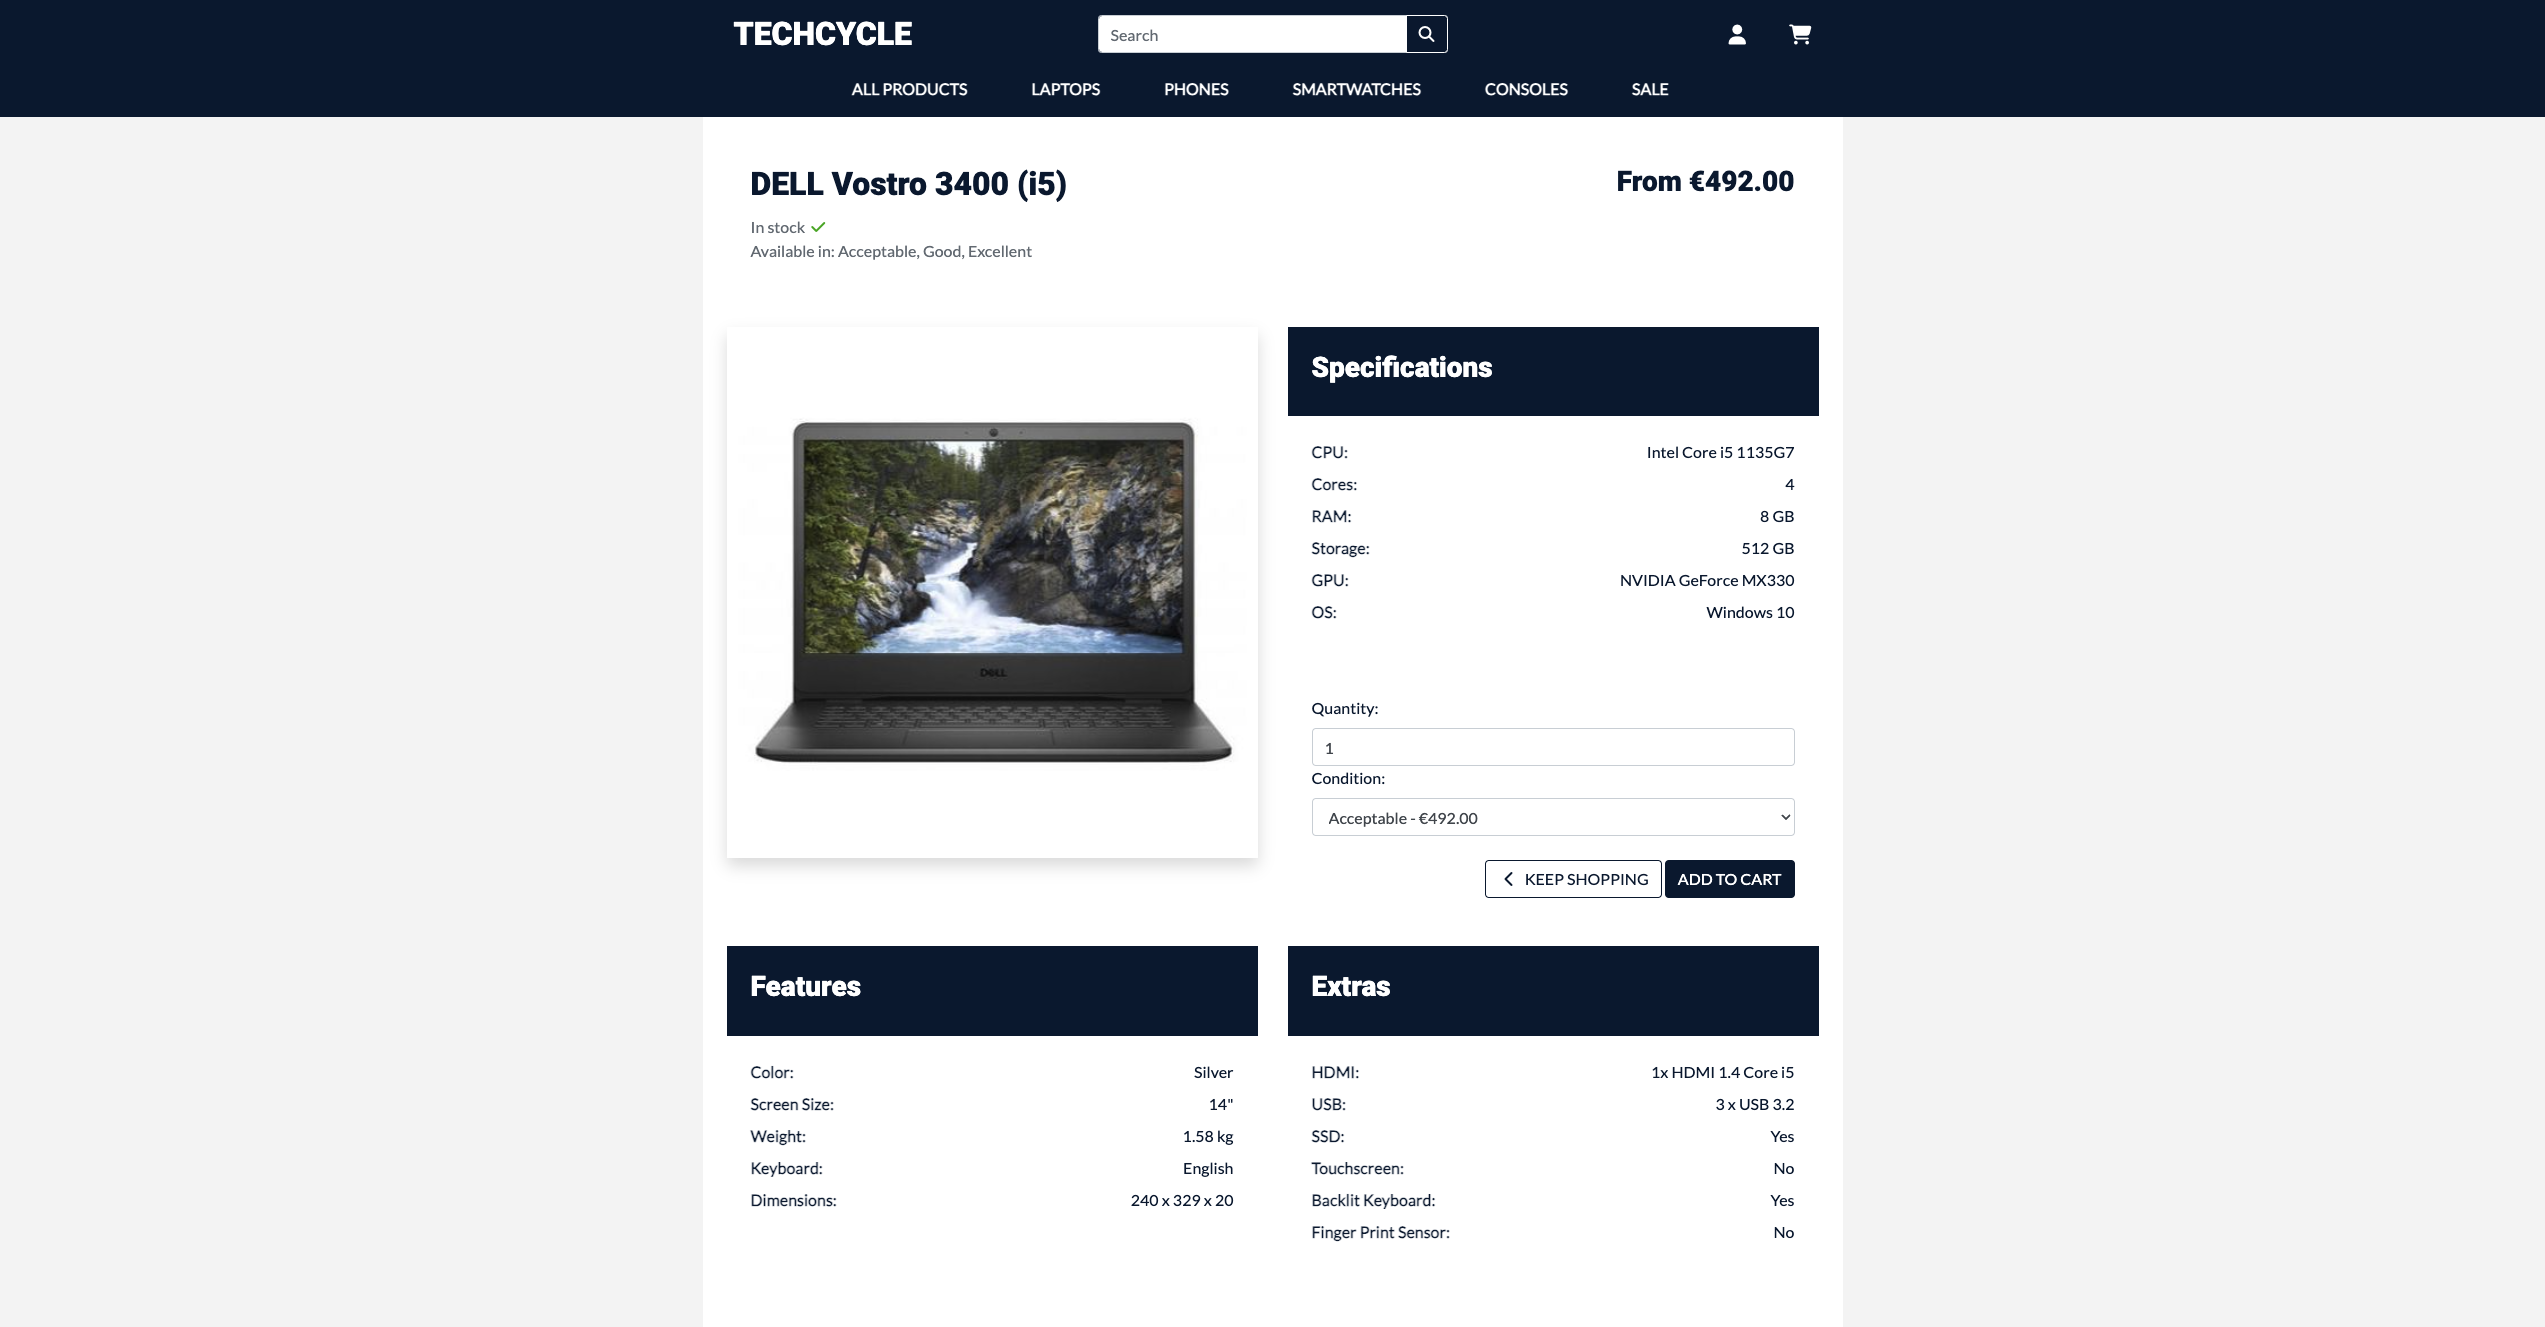 TECHCYCLE
Search
ALL PRODUCTS LAPTOPS PHONES SMARTWATCHES CONSOLES SALE
DELL Vostro 3400 (i5)
From €492.00
In stock
Available in: Acceptable, Good, Excellent
DELL
Specifications
CPU: Intel Core i5 1135G7
Cores: 4
RAM: 8 GB
Storage: 512 GB
GPU: NVIDIA GeForce MX330
OS: Windows 10
Quantity:
1
Condition:
Acceptable - €492.00
KEEP SHOPPING ADD TO CART
Features
Color: Silver
Screen Size: 14"
Weight: 1.58 kg
Keyboard: English
Dimensions: 240 x 329 x 20
Extras
HDMI: 1x HDMI 1.4 Core i5
USB: 3 x USB 3.2
SSD: Yes
Touchscreen: No
Backlit Keyboard: Yes
Finger Print Sensor: No